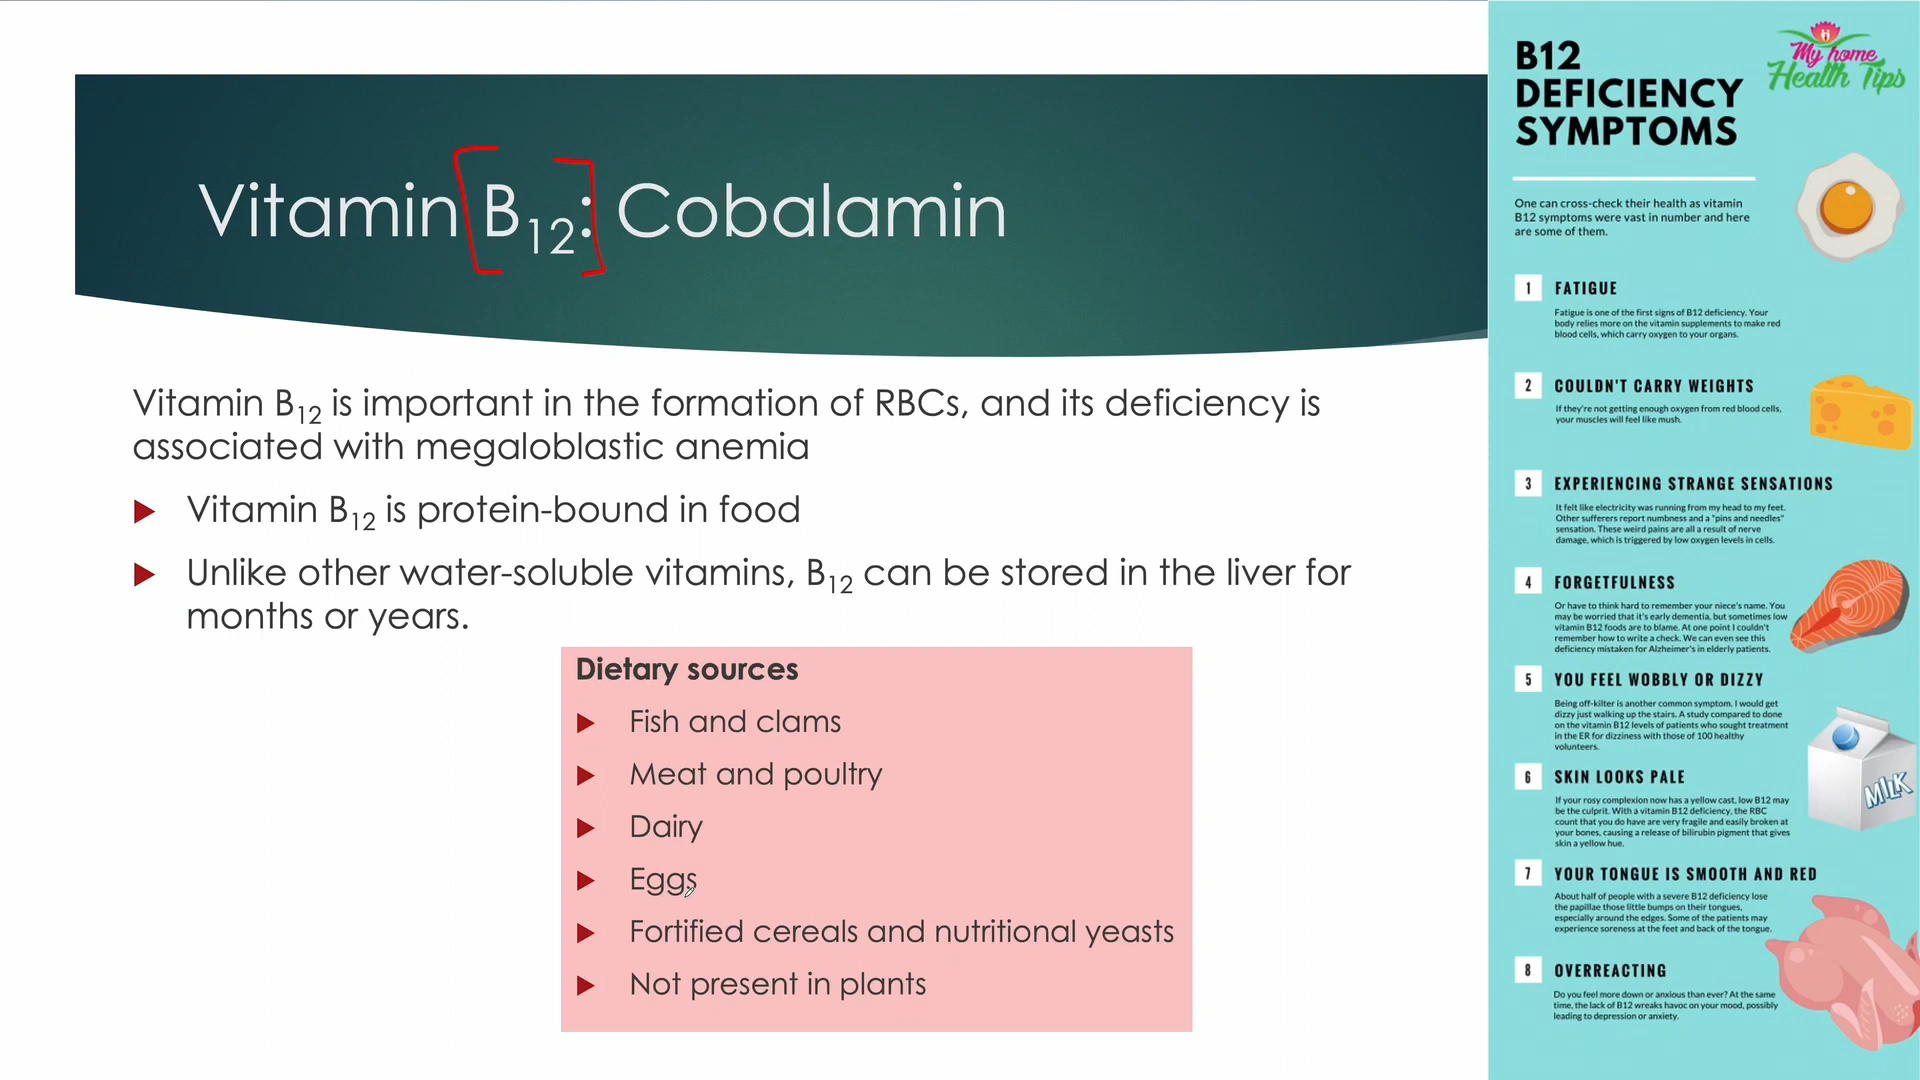 Vitamin B12: Cobalamin
Vitamin B12 is important in the formation of RBCs, and its deficiency is
associated with megaloblastic anemia
Vitamin B12 is protein-bound in food
Unlike other water-soluble vitamins, B12 can be stored in the liver for
months or years.
Dietary sources
Fish and clams
Meat and poultry
Dairy
Eggs
Fortified cereals and nutritional yeasts
Not present in plants
B12
DEFICIENCY
SYMPTOMS
H
My home
Health Tips
One can cross-check their health as vitamin
B12 symptoms were vast in number and here
are some of them.
1 FATIGUE
Fatigue is one of the first signs of B12 deficiency. Your
body relies more on the vitamin supplements to make red
blood cells, which carry oxygen to your organs.
2 COULDN'T CARRY WEIGHTS
If they're not getting enough oxygen from red blood cells,
your muscles will feel like mush.
3 EXPERIENCING STRANGE SENSATIONS
It felt like electricity was running from my head to my feet.
Other sufferers report numbness and a "pins and needles"
sensation. These weird pains are all a result of nerve
damage, which is triggered by low oxygen levels in cells.
4 FORGETFULNESS
Or have to think hard to remember your niece's name. You
may be worried that it's early dementia, but sometimes low
vitamin B12 foods are to blame. At one point I couldn't
remember how to write a check. We can even see this
deficiency mistaken for Alzheimer's in elderly patients.
5 YOU FEEL WOBBLY OR DIZZY
Being off-kilter is another common symptom. I would get
dizzy just walking up the stairs. A study compared to done
on the vitamin B12 levels of patients who sought treatment
in the ER for dizziness with those of 100 healthy
volunteers.
6 SKIN LOOKS PALE
If your rosy complexion now has a yellow cast, low B12 may
be the culprit. With a vitamin B12 deficiency, the RBC
count that you do have are very fragile and easily broken at
your bones, causing a release of bilirubin pigment that gives
skin a yellow hue.
MILK
7 YOUR TONGUE IS SMOOTH AND RED
About half of people with a severe B12 deficiency lose
the papillae those little bumps on their tongues,
especially around the edges. Some of the patients may
experience soreness at the feet and back of the tongue.
8 OVERREACTING
Do you feel more down or anxious than ever? At the same
time, the lack of B12 wreaks havoc on your mood, possibly
leading to depression or anxiety.